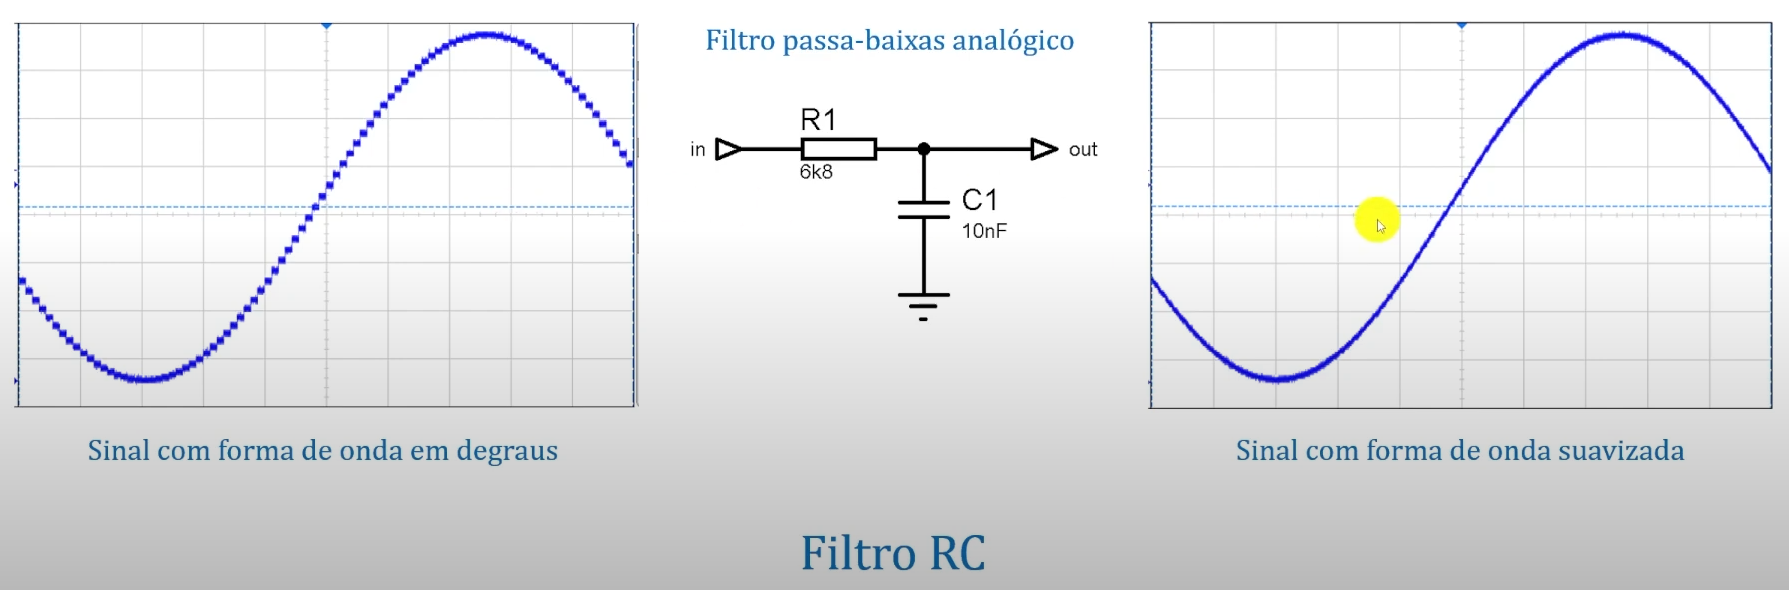 Filtro passa-baixas analógico
R1
in
out
6k8
C1
10nF
Sinal com forma de onda em degraus
Sinal com forma de onda suavizada
Filtro RC